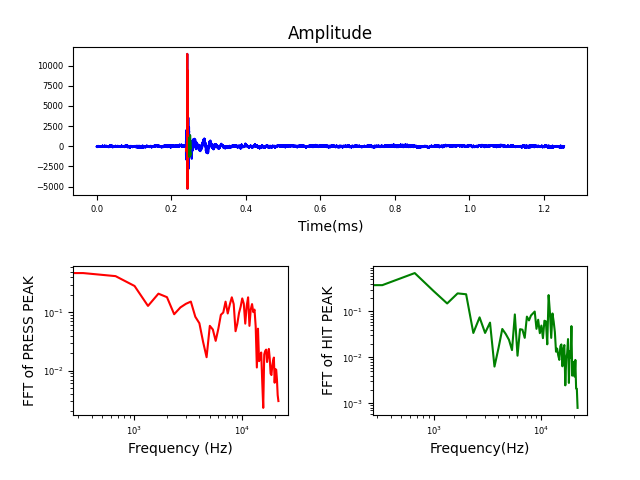 Amplitude
10000
7500
5000
2500
0
−2500
−5000
0.0 0.2 0.4 0.6 0.8 1.0 1.2
Time(ms)
FFT of PRESS PEAK
10⁻¹
10⁻²
10³ 10⁴
Frequency (Hz)
FFT of HIT PEAK
10⁻¹
10⁻²
10⁻³
10³ 10⁴
Frequency(Hz)